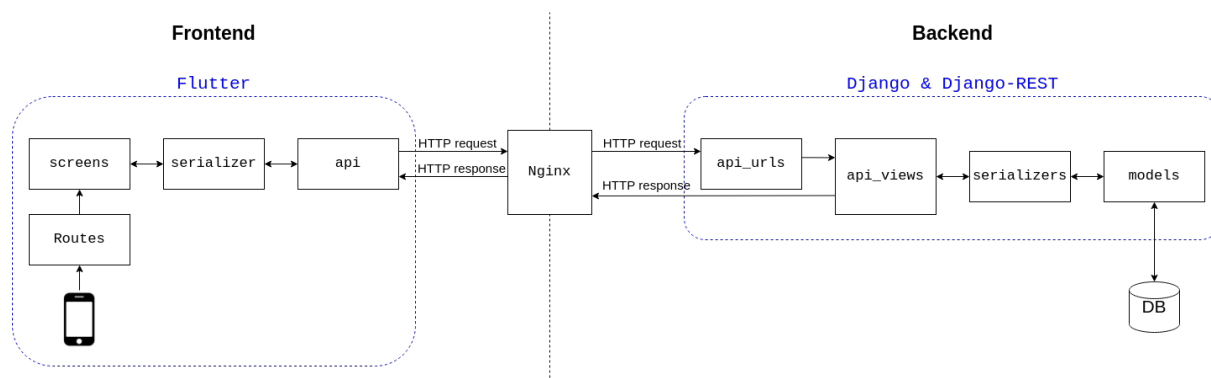 Frontend
Backend
Flutter
Django & Django-REST
screens
serializer
api
HTTP request
HTTP response
Nginx
HTTP request
HTTP response
api_urls
api_views
serializers
models
Routes
DB